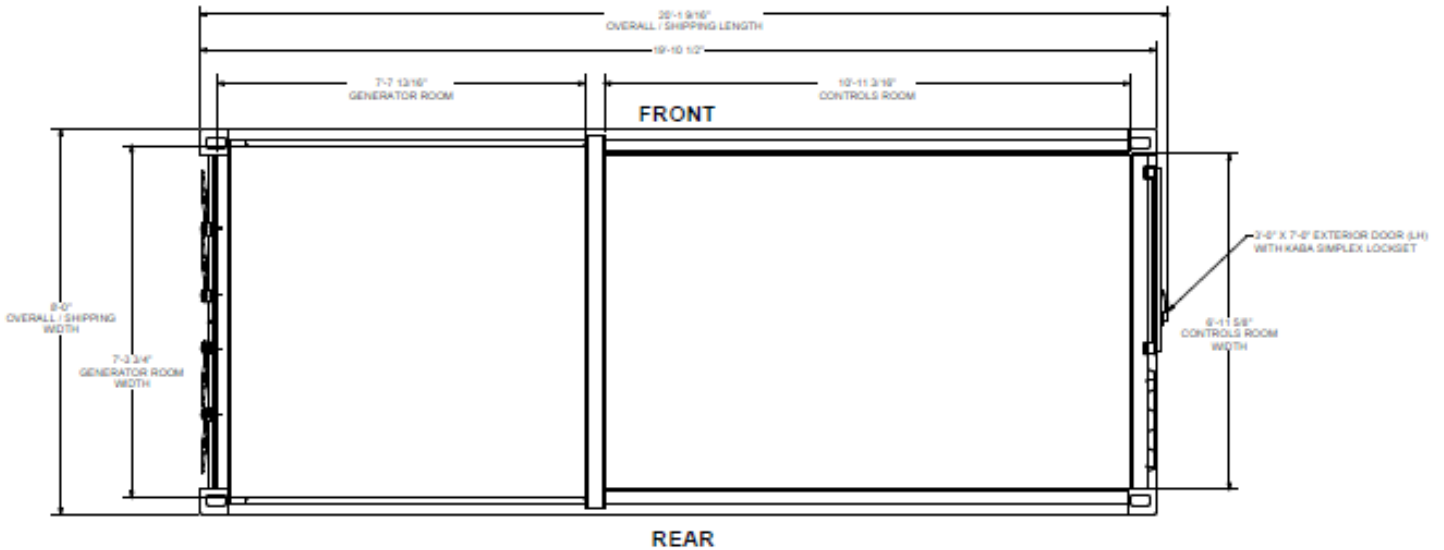 20'-1 9/16"
OVERALL / SHIPPING LENGTH
19'-10 1/2"
7'-7 13/16"
GENERATOR ROOM
10'-11 3/16"
CONTROLS ROOM
FRONT
3'-0" X 7'-0" EXTERIOR DOOR (LH)
WITH KABA SIMPLEX LOCKSET
8'-0"
OVERALL / SHIPPING
WIDTH
6'-11 5/8"
CONTROLS ROOM
WIDTH
7'-3 3/4"
GENERATOR ROOM
WIDTH
REAR